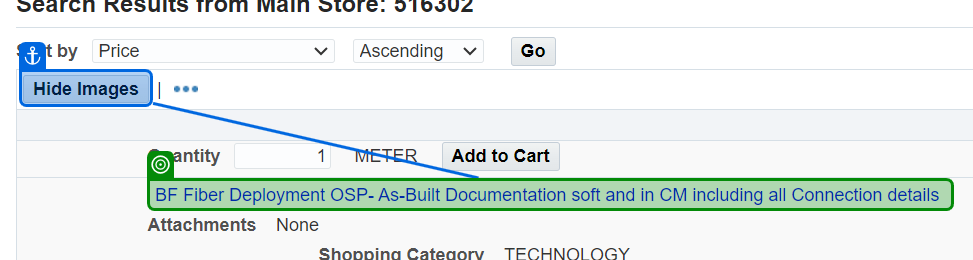 Search Results from Main Store: 516302
Sort by Price Ascending Go
Hide Images | •••
Quantity 1 METER Add to Cart
BF Fiber Deployment OSP- As-Built Documentation soft and in CM including all Connection details
Attachments None
Shopping Category TECHNOLOGY